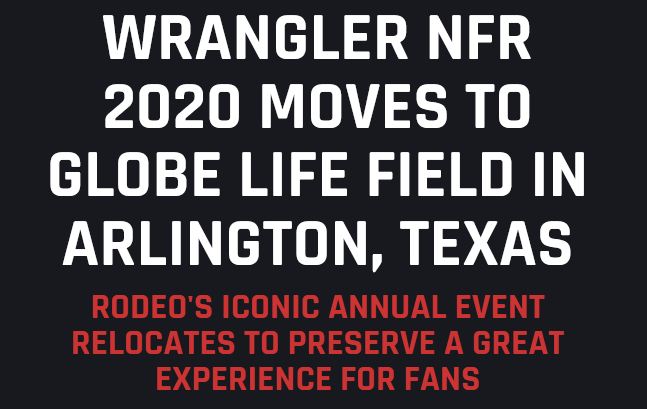 WRANGLER NFR
2020 MOVES TO
GLOBE LIFE FIELD IN
ARLINGTON, TEXAS
RODEO'S ICONIC ANNUAL EVENT
RELOCATES TO PRESERVE A GREAT
EXPERIENCE FOR FANS